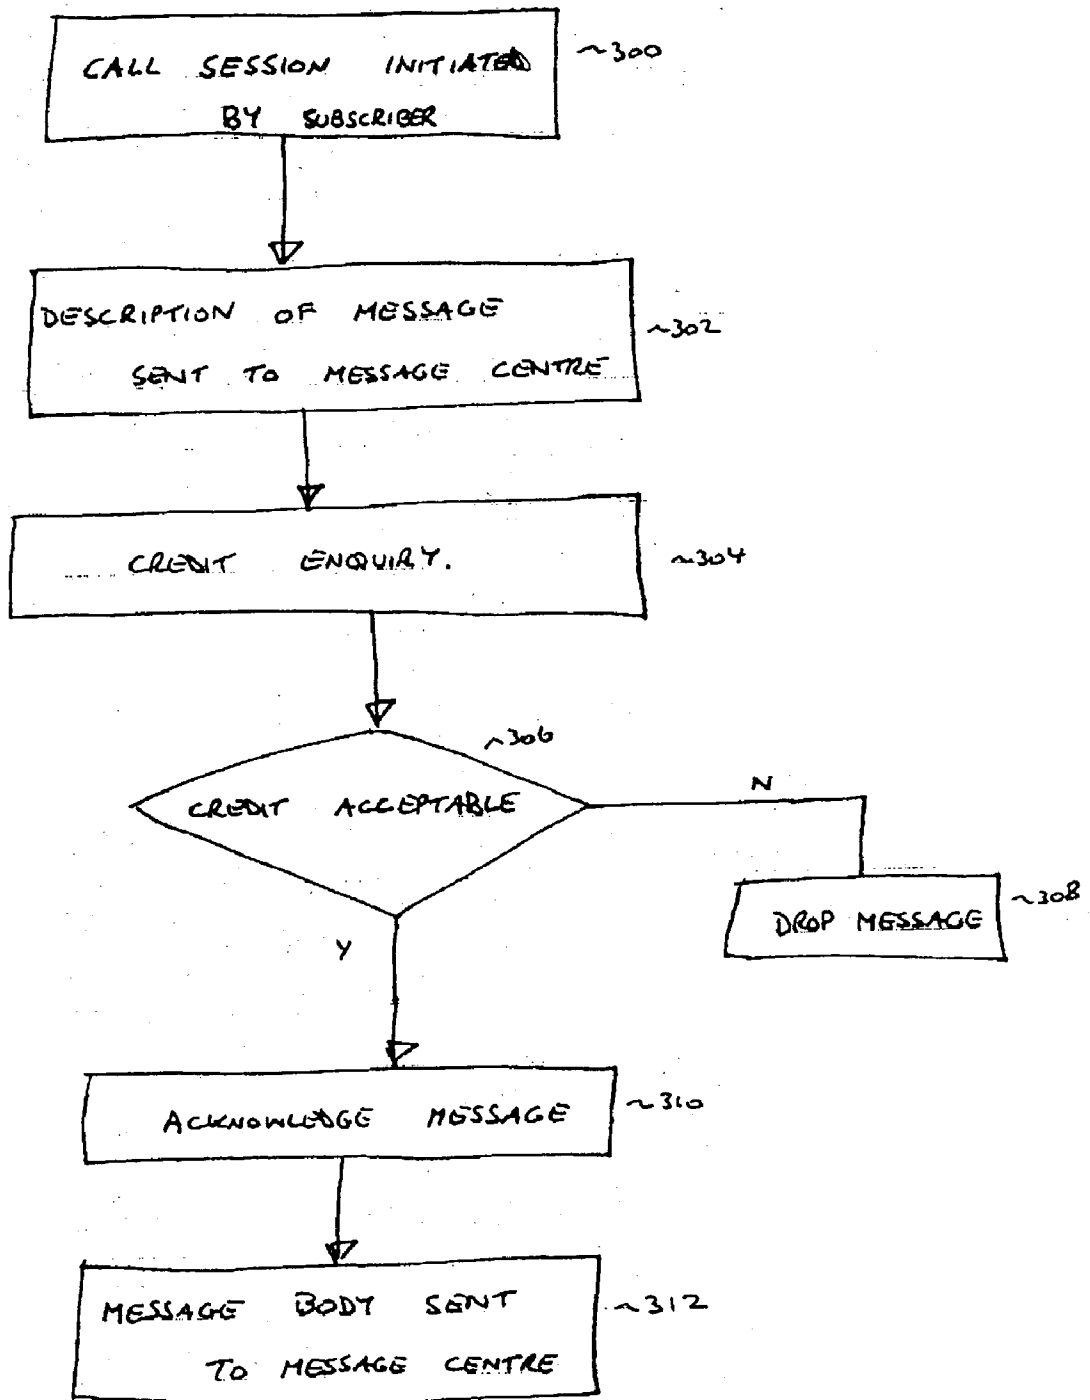 CALL SESSION INITIATED
BY SUBSCRIBER
~300
DESCRIPTION OF MESSAGE
SENT TO MESSAGE CENTRE
~302
CREDIT ENQUIRY.
~304
~306
CREDIT ACCEPTABLE
N
DROP MESSAGE
~308
Y
ACKNOWLEDGE MESSAGE
~310
MESSAGE BODY SENT
TO MESSAGE CENTRE
~312